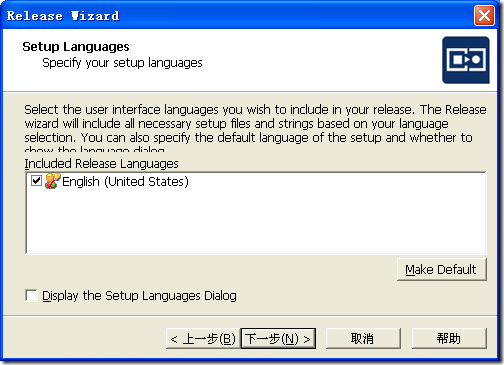 Release Wizard
Setup Languages
Specify your setup languages
Select the user interface languages you wish to include in your release. The Release
wizard will include all necessary setup files and strings based on your language
selection. You can also specify the default language of the setup and whether to
show the language dialog.
Included Release Languages
English (United States)
Make Default
Display the Setup Languages Dialog
< 上一步(B) 下一步(N) > 取消 帮助